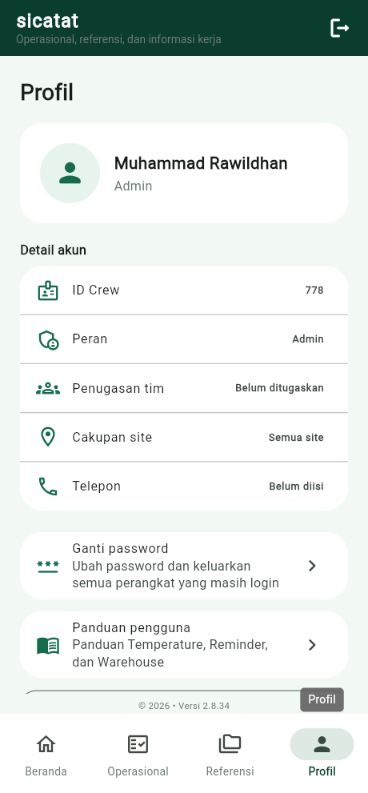 sicatat
Operasional, referensi, dan informasi kerja
Profil
Muhammad Rawildhan
Admin
Detail akun
ID Crew 778
Peran Admin
Penugasan tim Belum ditugaskan
Cakupan site Semua site
Telepon Belum diisi
Ganti password
Ubah password dan keluarkan
semua perangkat yang masih login
Panduan pengguna
Panduan Temperature, Reminder,
dan Warehouse
Profil
© 2026 • Versi 2.8.34
Beranda Operasional Referensi Profil